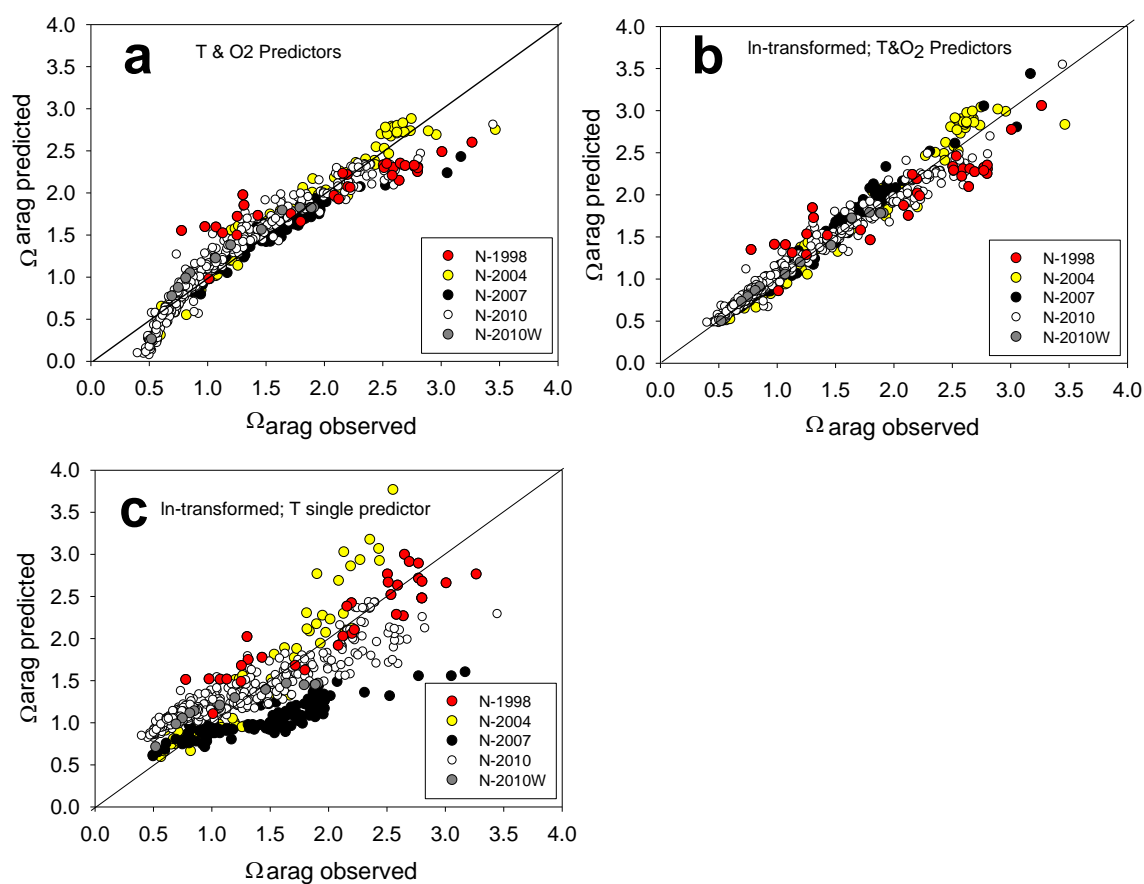 a
T & O2 Predictors
Ω arag predicted
4.0
3.5
3.0
2.5
2.0
1.5
1.0
0.5
0.0
N-1998
N-2004
N-2007
N-2010
N-2010W
0.0 0.5 1.0 1.5 2.0 2.5 3.0 3.5 4.0
Ω arag observed
b
ln-transformed; T&O2 Predictors
Ω arag predicted
4.0
3.5
3.0
2.5
2.0
1.5
1.0
0.5
0.0
N-1998
N-2004
N-2007
N-2010
N-2010W
0.0 0.5 1.0 1.5 2.0 2.5 3.0 3.5 4.0
Ω arag observed
c
ln-transformed; T single predictor
Ω arag predicted
4.0
3.5
3.0
2.5
2.0
1.5
1.0
0.5
0.0
N-1998
N-2004
N-2007
N-2010
N-2010W
0.0 0.5 1.0 1.5 2.0 2.5 3.0 3.5 4.0
Ω arag observed